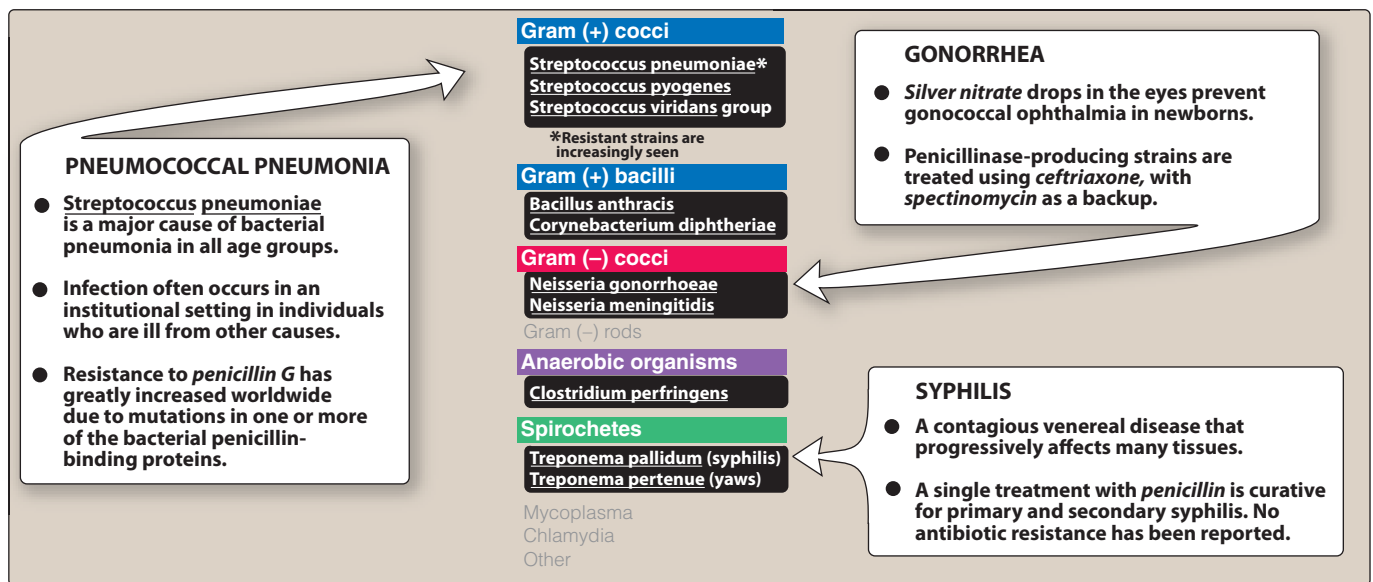 PNEUMOCOCCAL PNEUMONIA
● Streptococcus pneumoniae
is a major cause of bacterial
pneumonia in all age groups.
● Infection often occurs in an
institutional setting in individuals
who are ill from other causes.
● Resistance to penicillin G has
greatly increased worldwide
due to mutations in one or more
of the bacterial penicillin-
binding proteins.
Gram (+) cocci
Streptococcus pneumoniae*
Streptococcus pyogenes
Streptococcus viridans group
*Resistant strains are
increasingly seen
Gram (+) bacilli
Bacillus anthracis
Corynebacterium diphtheriae
Gram (–) cocci
Neisseria gonorrhoeae
Neisseria meningitidis
Gram (–) rods
Anaerobic organisms
Clostridium perfringens
Spirochetes
Treponema pallidum (syphilis)
Treponema pertenue (yaws)
Mycoplasma
Chlamydia
Other
GONORRHEA
● Silver nitrate drops in the eyes prevent
gonococcal ophthalmia in newborns.
● Penicillinase-producing strains are
treated using ceftriaxone, with
spectinomycin as a backup.
SYPHILIS
● A contagious venereal disease that
progressively affects many tissues.
● A single treatment with penicillin is curative
for primary and secondary syphilis. No
antibiotic resistance has been reported.